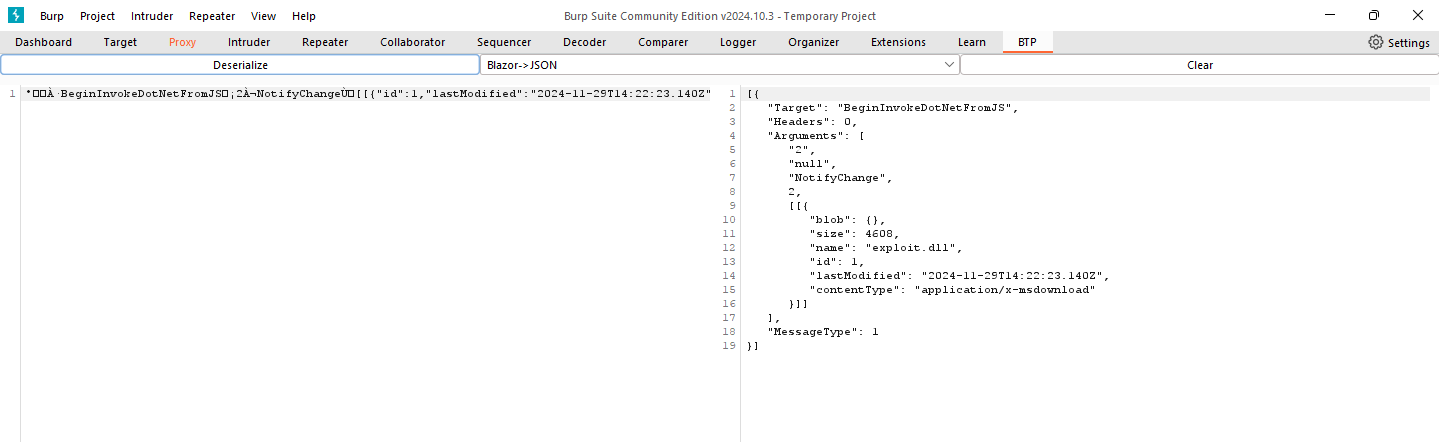 Burp Project Intruder Repeater View Help Burp Suite Community Edition v2024.10.3 - Temporary Project
Dashboard Target Proxy Intruder Repeater Collaborator Sequencer Decoder Comparer Logger Organizer Extensions Learn BTP Settings
Deserialize Blazor->JSON Clear
1 *□□À·BeginInvokeDotNetFromJS□¡2À¬NotifyChangeÙ□[[{"id":1,"lastModified":"2024-11-29T14:22:23.140Z"
1 [{
2 "Target": "BeginInvokeDotNetFromJS",
3 "Headers": 0,
4 "Arguments": [
5 "2",
6 "null",
7 "NotifyChange",
8 2,
9 [[{
10 "blob": {},
11 "size": 4608,
12 "name": "exploit.dll",
13 "id": 1,
14 "lastModified": "2024-11-29T14:22:23.140Z",
15 "contentType": "application/x-msdownload"
16 }]]
17 ],
18 "MessageType": 1
19 }]